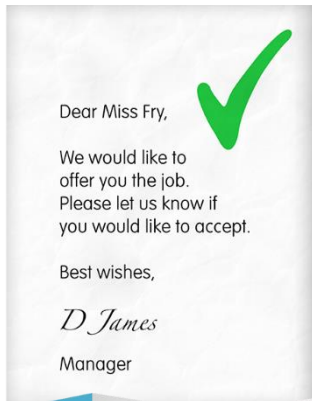 Dear Miss Fry,
We would like to
offer you the job.
Please let us know if
you would like to accept.
Best wishes,
D James
Manager